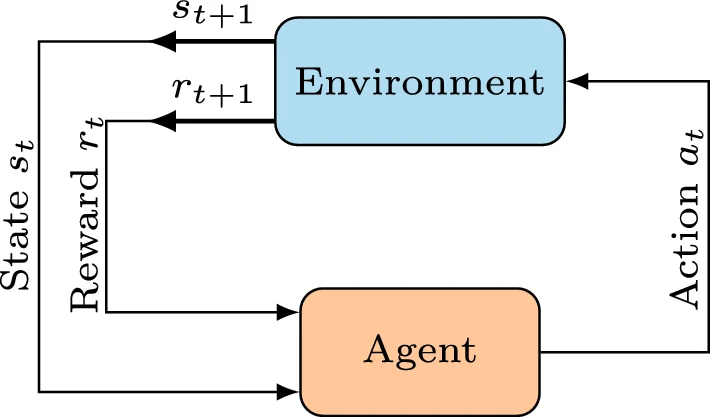 s_{t+1}
Environment
r_{t+1}
State s_t
Reward r_t
Action a_t
Agent